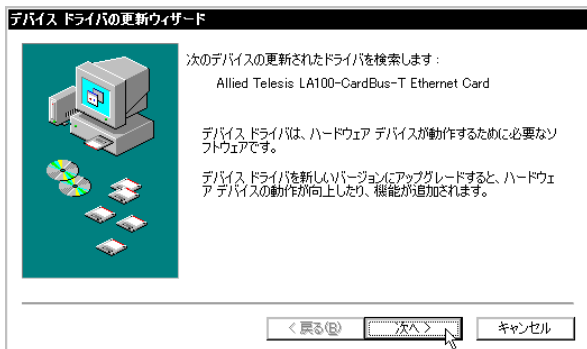 デバイス ドライバの更新ウィザード
次のデバイスの更新されたドライバを検索します：
Allied Telesis LA100-CardBus-T Ethernet Card
デバイス ドライバは、ハードウェア デバイスが動作するために必要なソ
フトウェアです。
デバイス ドライバを新しいバージョンにアップグレードすると、ハードウェ
ア デバイスの動作が向上したり、機能が追加されます。
< 戻る(B)
次へ >
キャンセル